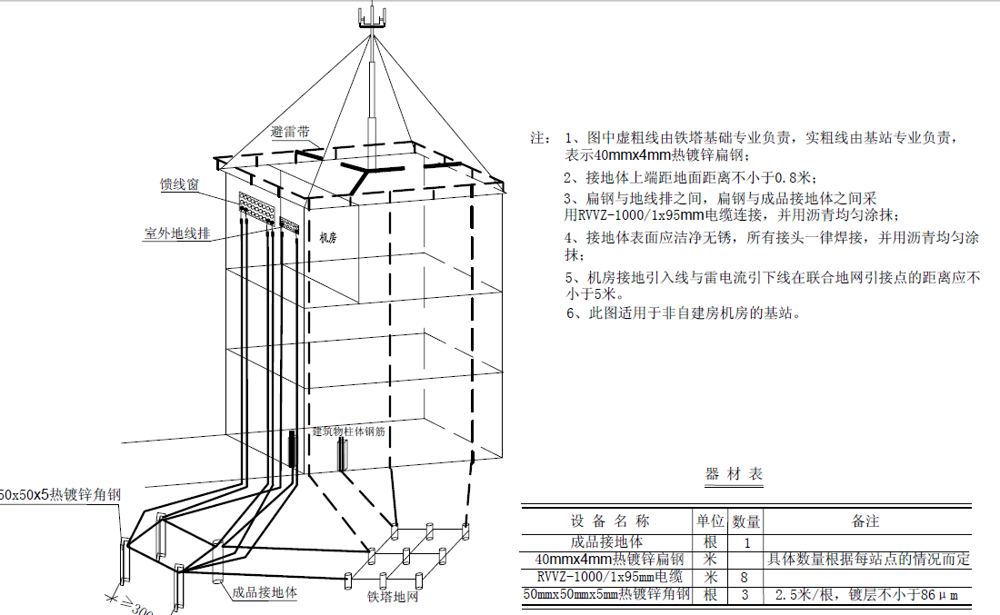 避雷带
馈线窗
室外地线排
机房
建筑物柱体钢筋
50x50x5热镀锌角钢
成品接地体
铁塔地网
注：1、图中虚粗线由铁塔基础专业负责，实粗线由基站专业负责，
表示40mmx4mm热镀锌扁钢；
2、接地体上端距地面距离不小于0.8米；
3、扁钢与地线排之间，扁钢与成品接地体之间采
用RVVZ-1000/1x95mm电缆连接，并用沥青均匀涂抹；
4、接地体表面应洁净无锈，所有接头一律焊接，并用沥青均匀涂
抹；
5、机房接地引入线与雷电流引下线在联合地网引接点的距离应不
小于5米。
6、此图适用于非自建房机房的基站。
器材表
设备名称 单位 数量 备注
成品接地体 根 1
40mmx4mm热镀锌扁钢 米 具体数量根据每站点的情况而定
RVVZ-1000/1x95mm电缆 米 8
50mmx50mmx5mm热镀锌角钢 根 3 2.5米/根，镀层不小于86μm